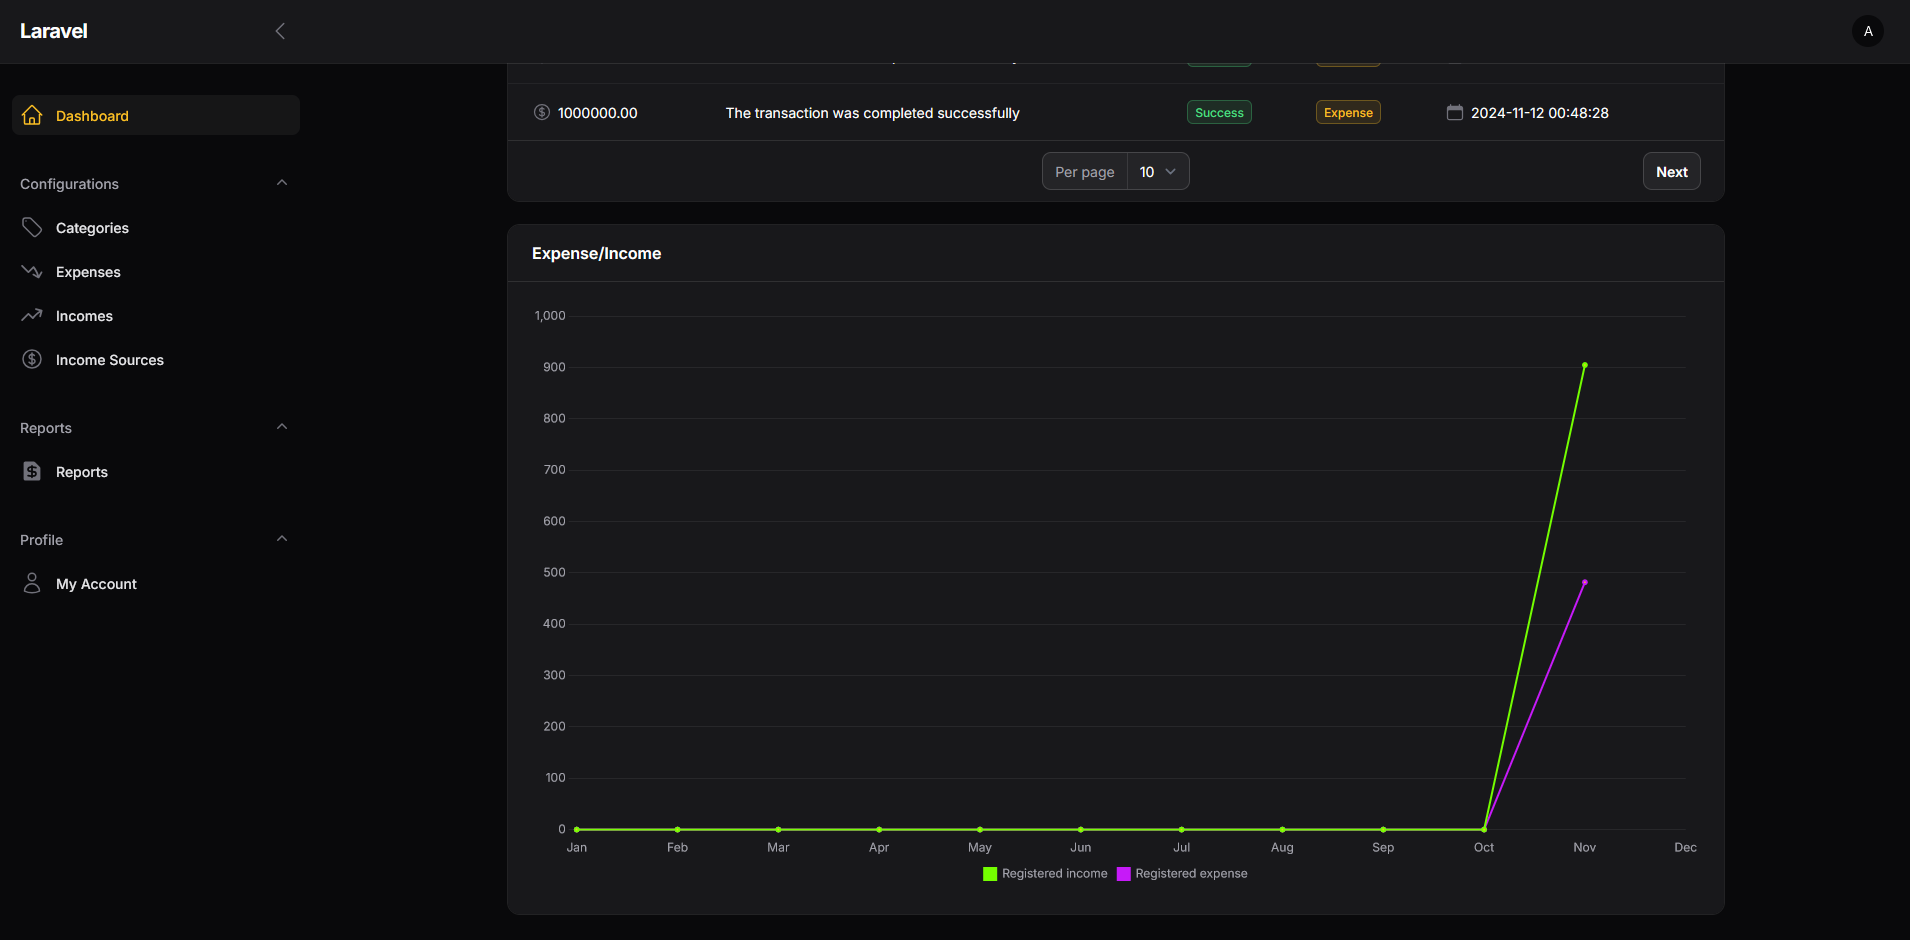 Laravel
A
Dashboard
Configurations
Categories
Expenses
Incomes
Income Sources
Reports
Reports
Profile
My Account
1000000.00 The transaction was completed successfully Success Expense 2024-11-12 00:48:28
Per page 10 Next
Expense/Income
1,000
900
800
700
600
500
400
300
200
100
0
Jan Feb Mar Apr May Jun Jul Aug Sep Oct Nov Dec
Registered income Registered expense